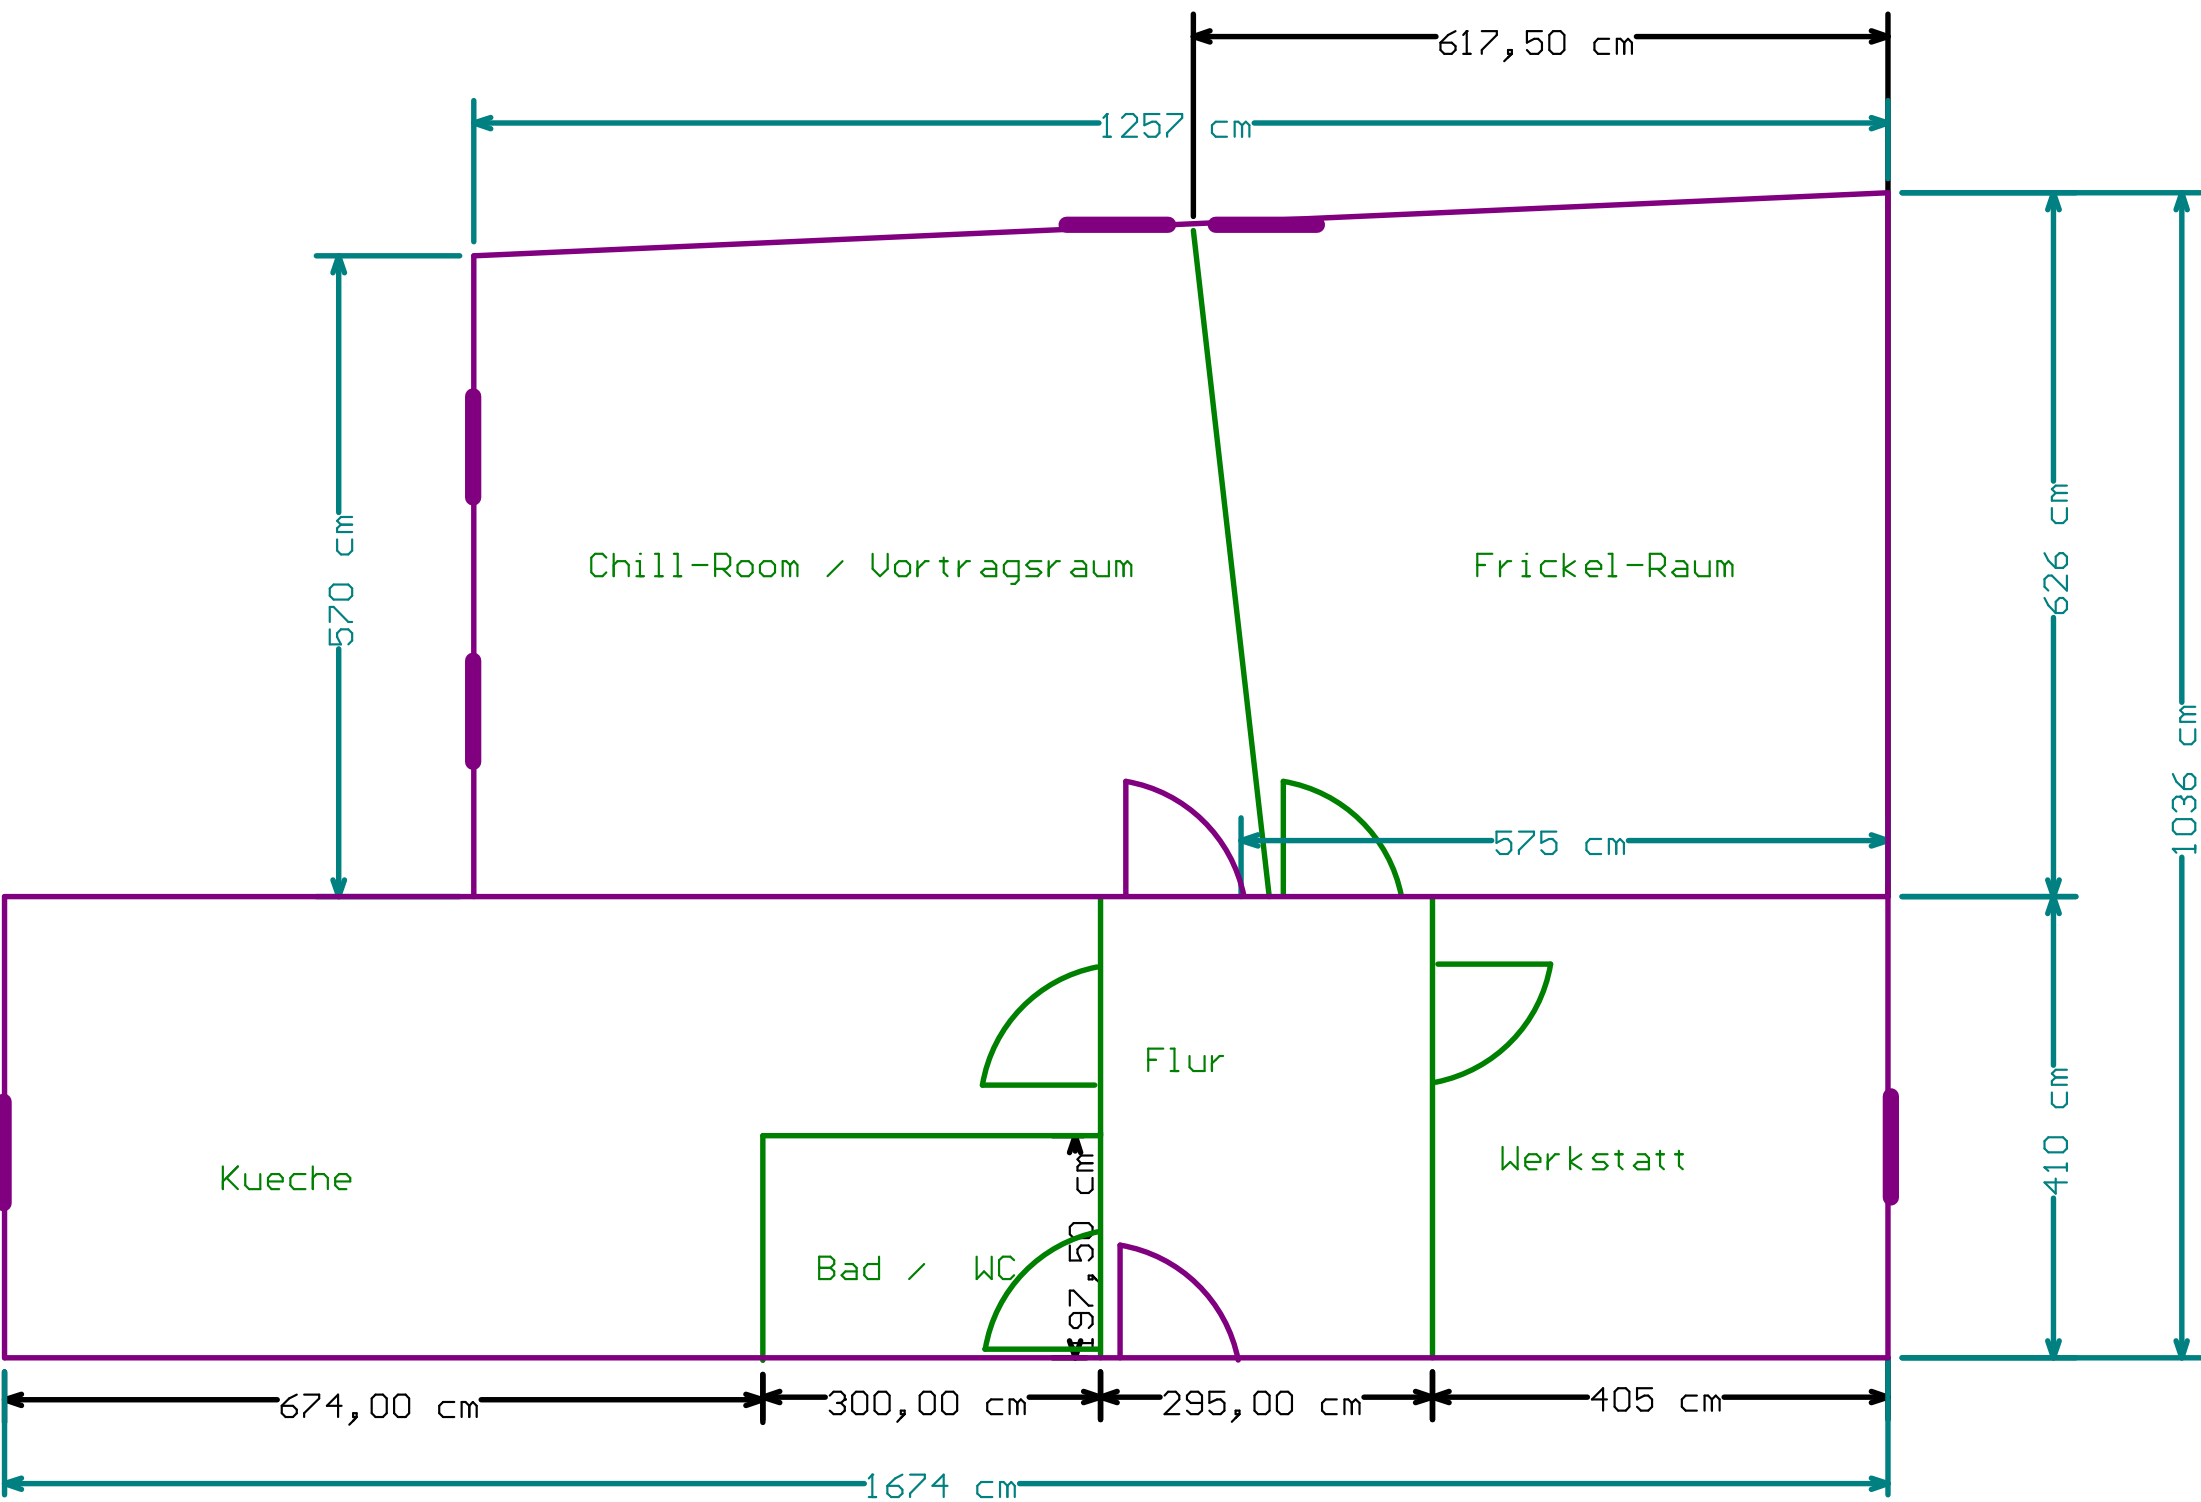 617,50 cm
1257 cm
570 cm
626 cm
Chill-Room / Vortragsraum
Frickel-Raum
1036 cm
575 cm
Flur
410 cm
Werkstatt
Kueche
197,50 cm
Bad / WC
674,00 cm
300,00 cm
295,00 cm
405 cm
1674 cm